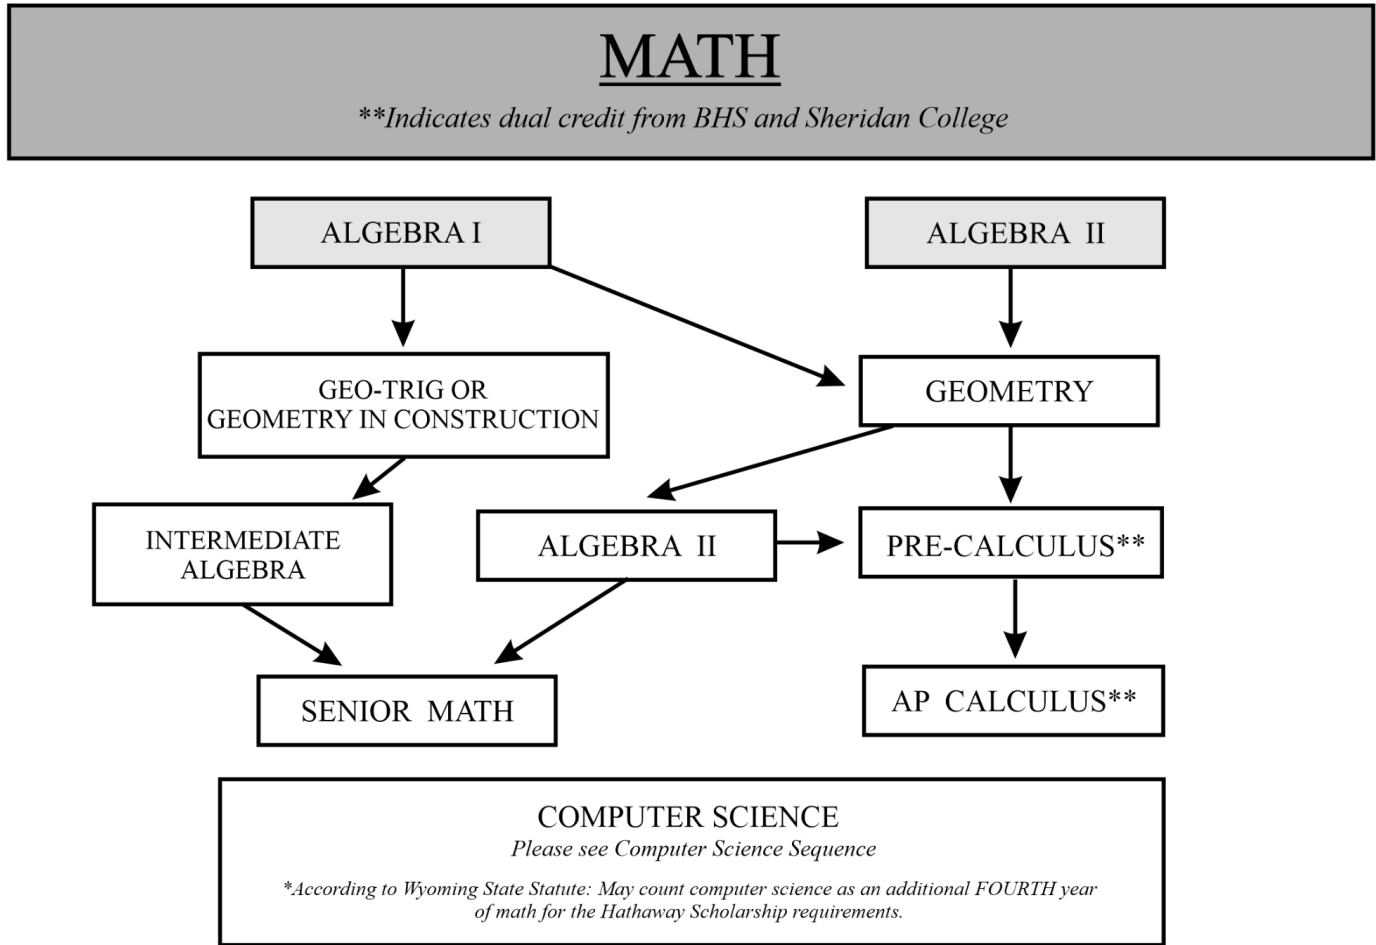 MATH
**Indicates dual credit from BHS and Sheridan College
ALGEBRA I
ALGEBRA II
GEO-TRIG OR
GEOMETRY IN CONSTRUCTION
GEOMETRY
INTERMEDIATE
ALGEBRA
ALGEBRA II
PRE-CALCULUS**
SENIOR MATH
AP CALCULUS**
COMPUTER SCIENCE
Please see Computer Science Sequence
*According to Wyoming State Statute: May count computer science as an additional FOURTH year
of math for the Hathaway Scholarship requirements.